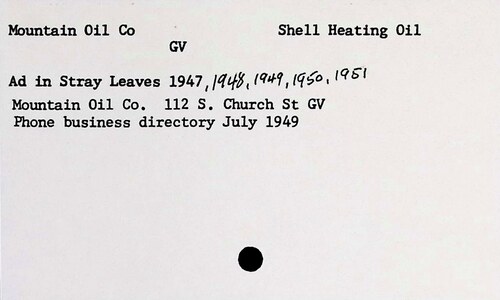 Mountain Oil Co Shell Heating Oil
GV
Ad in Stray Leaves 1947, 1948, 1949, 1950, 1951
Mountain Oil Co. 112 S. Church St GV
Phone business directory July 1949